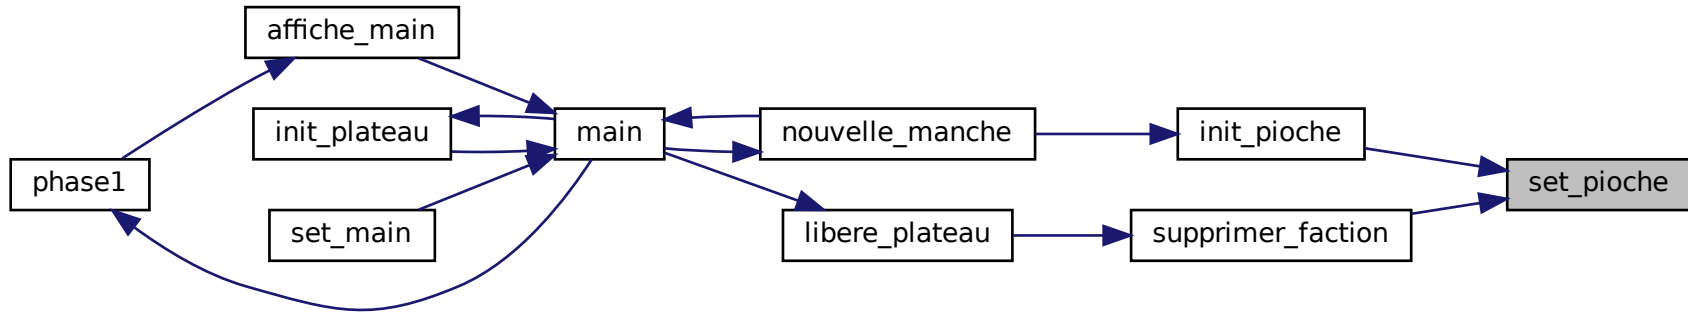 affiche_main
init_plateau
main
nouvelle_manche
init_pioche
phase1
set_pioche
set_main
libere_plateau
supprimer_faction